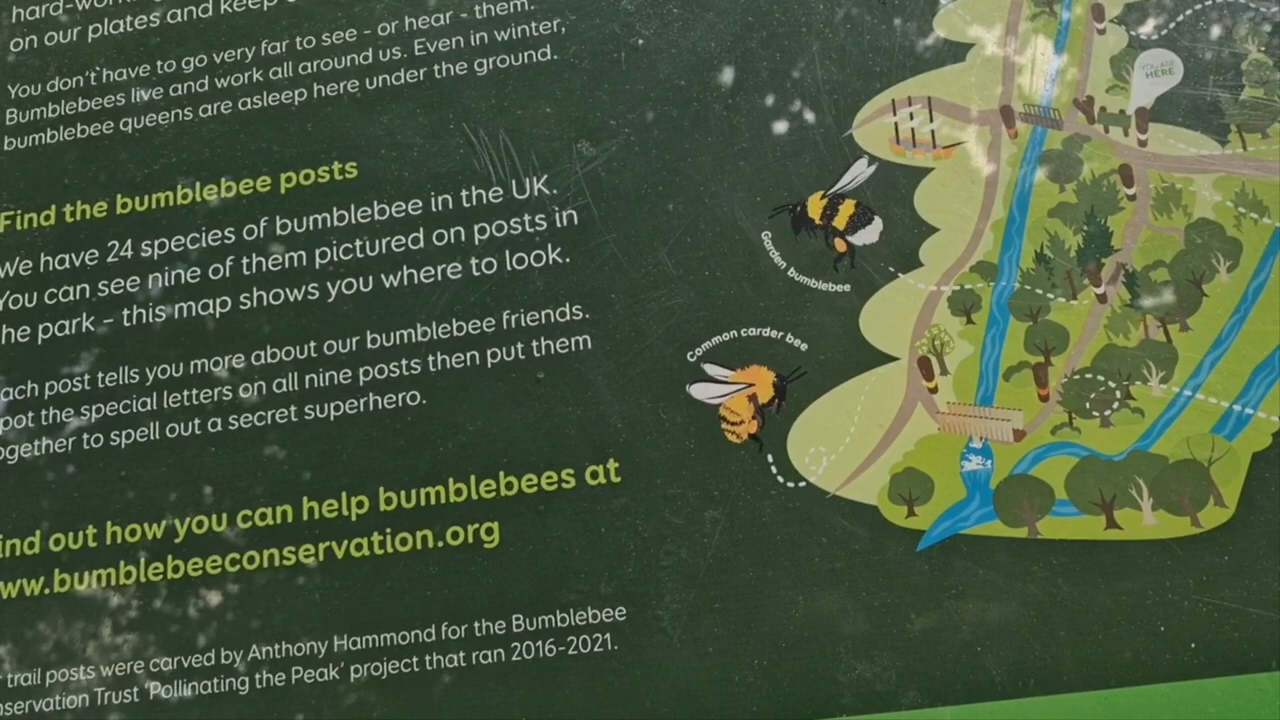 on our plates and keep
You don't have to go very far to see - or hear - them.
Bumblebees live and work all around us. Even in winter,
bumblebee queens are asleep here under the ground.
Find the bumblebee posts
We have 24 species of bumblebee in the UK.
You can see nine of them pictured on posts in
he park - this map shows you where to look.
ach post tells you more about our bumblebee friends.
pot the special letters on all nine posts then put them
ogether to spell out a secret superhero.
ind out how you can help bumblebees at
ww.bumblebeeconservation.org
trail posts were carved by Anthony Hammond for the Bumblebee
nservation Trust 'Pollinating the Peak' project that ran 2016-2021.
YOU ARE
HERE
Garden bumblebee
Common carder bee